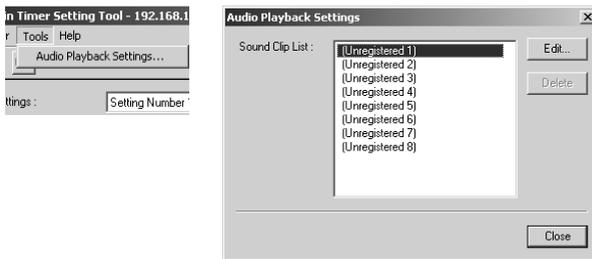 in Timer Setting Tool - 192.168.1
r Tools Help
Audio Playback Settings...
ttings :
Setting Number
Audio Playback Settings
Sound Clip List :
(Unregistered 1)
(Unregistered 2)
(Unregistered 3)
(Unregistered 4)
(Unregistered 5)
(Unregistered 6)
(Unregistered 7)
(Unregistered 8)
Edit...
Delete
Close